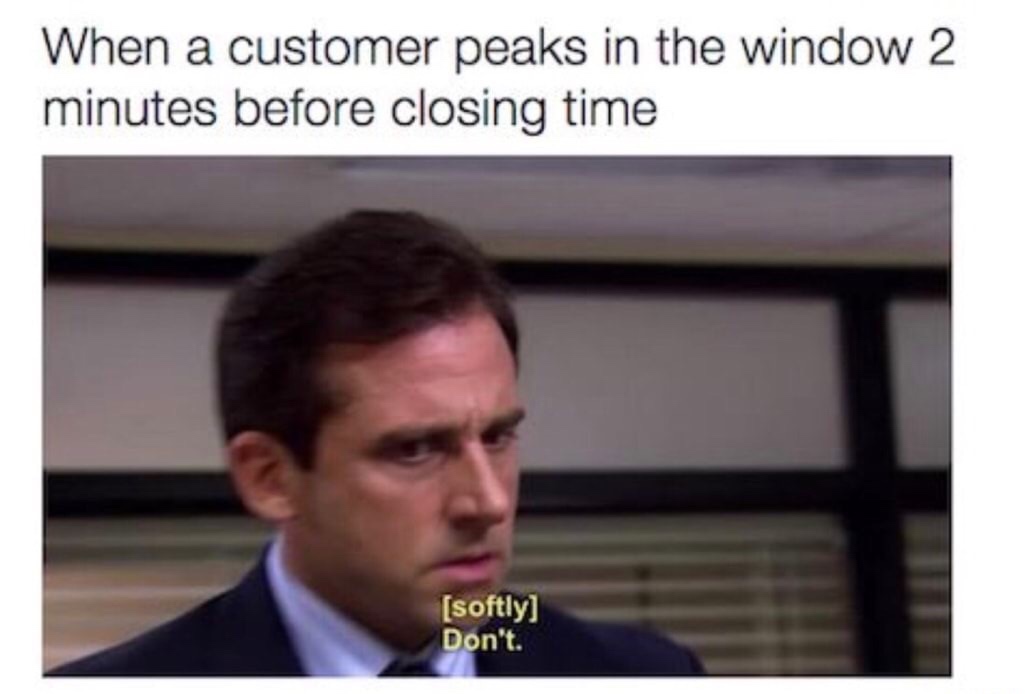 When a customer peaks in the window 2
minutes before closing time
[softly]
Don't.